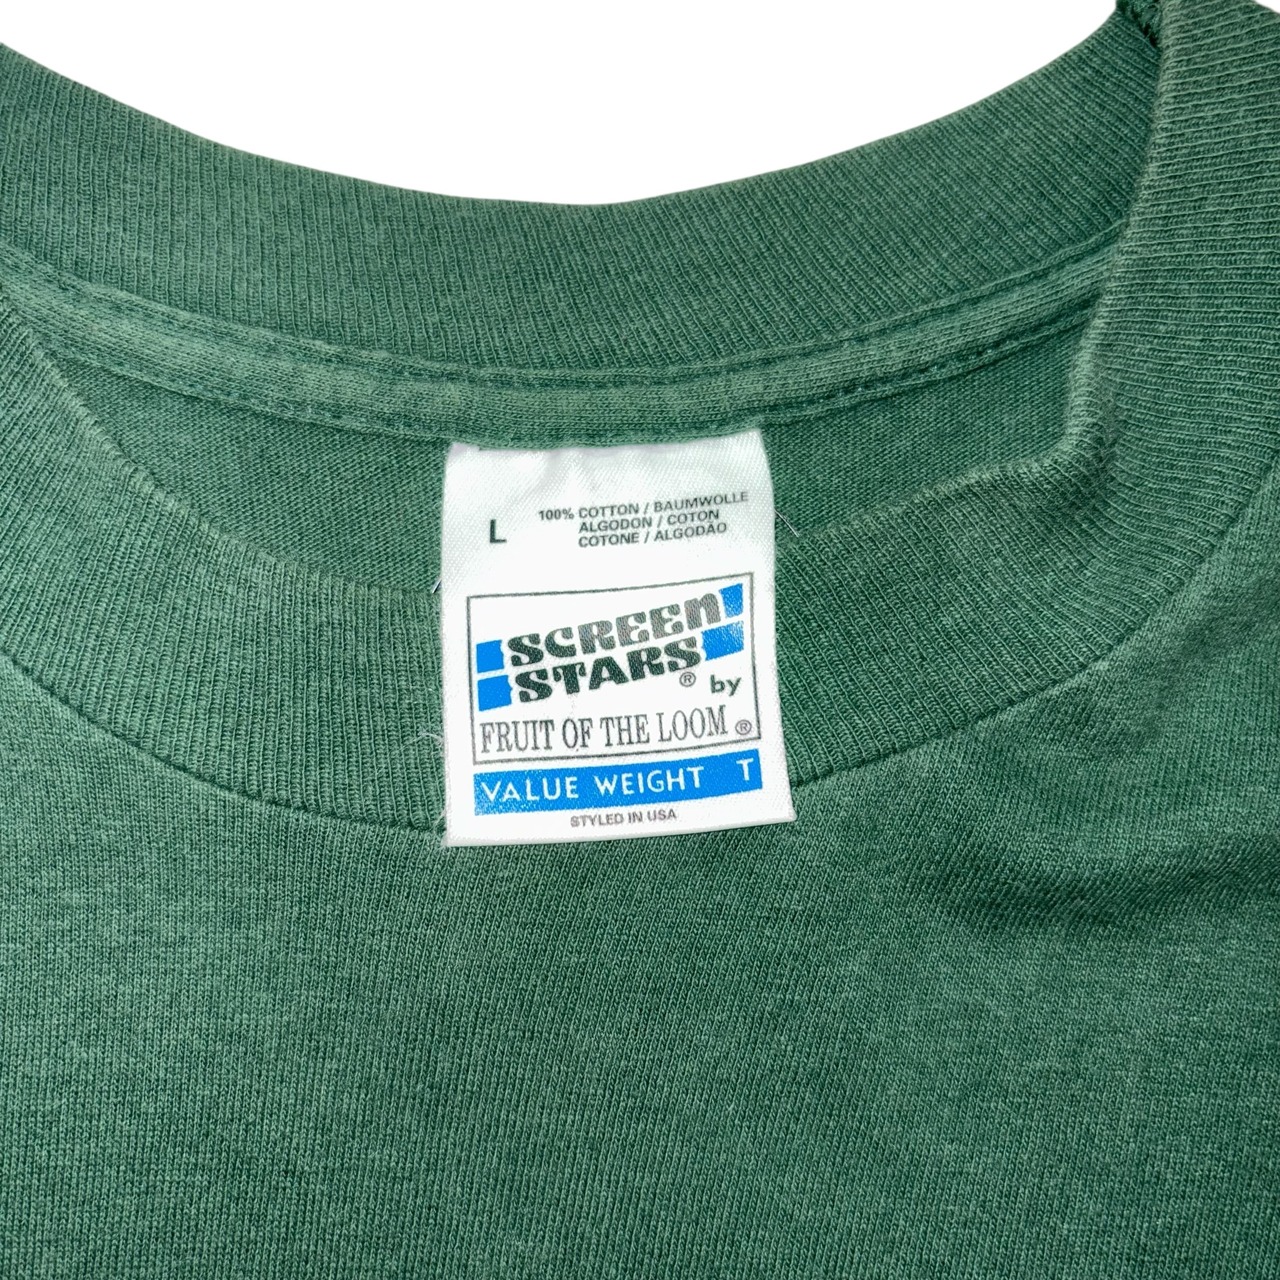 L
100% COTTON / BAUMWOLLE
ALGODON / COTON
COTONE / ALGODÃO
SCREEN
STARS® by
FRUIT OF THE LOOM®
VALUE WEIGHT T
STYLED IN USA